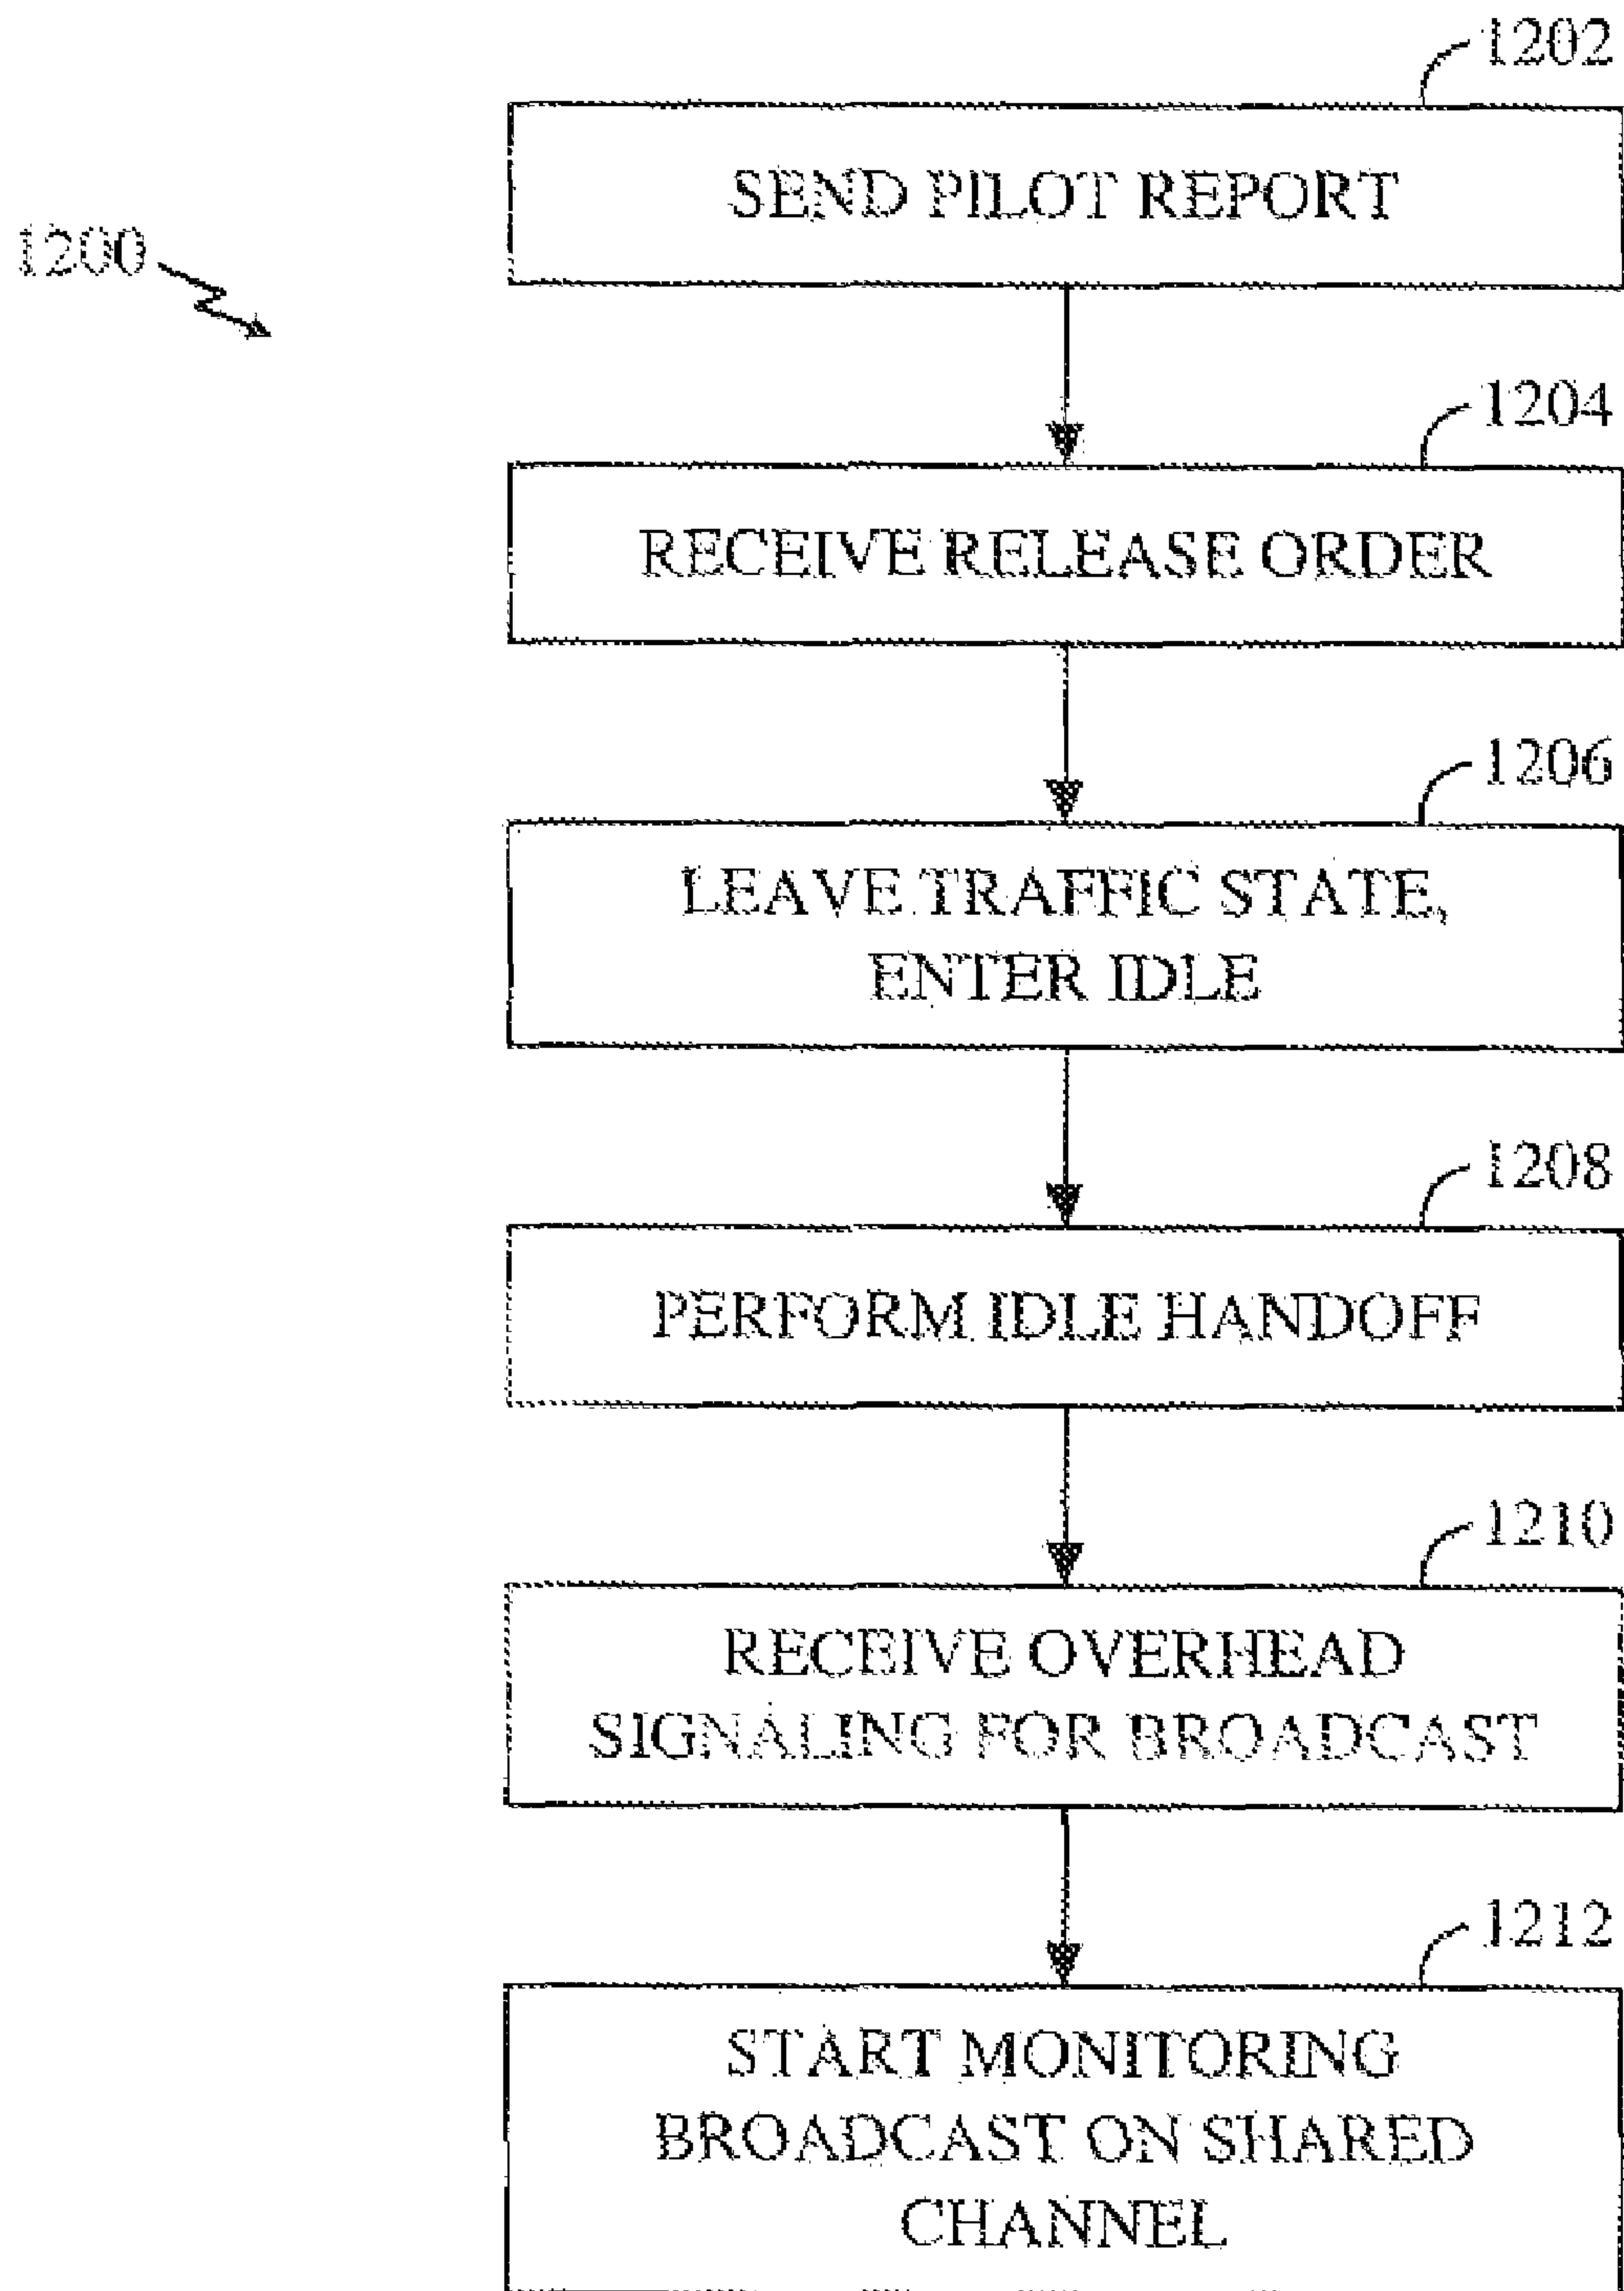 1202
SEND PILOT REPORT
1200
1204
RECEIVE RELEASE ORDER
1206
LEAVE TRAFFIC STATE,
ENTER IDLE
1208
PERFORM IDLE HANDOFF
1210
RECEIVE OVERHEAD
SIGNALING FOR BROADCAST
1212
START MONITORING
BROADCAST ON SHARED
CHANNEL